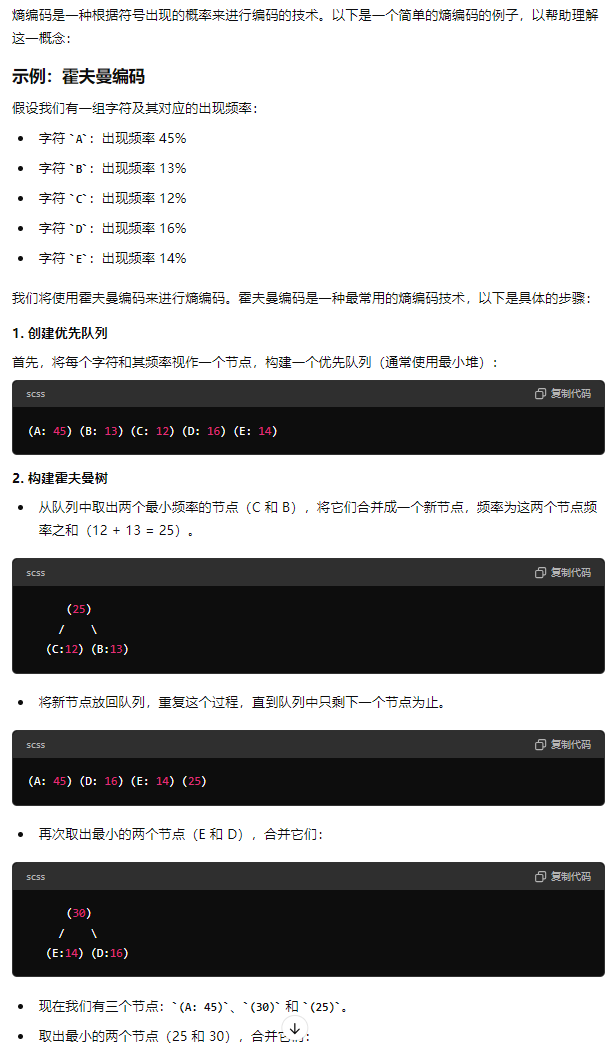 熵编码是一种根据符号出现的概率来进行编码的技术。以下是一个简单的熵编码的例子，以帮助理解
这一概念：
示例：霍夫曼编码
假设我们有一组字符及其对应的出现频率：
• 字符 `A`：出现频率 45%
• 字符 `B`：出现频率 13%
• 字符 `C`：出现频率 12%
• 字符 `D`：出现频率 16%
• 字符 `E`：出现频率 14%
我们将使用霍夫曼编码来进行熵编码。霍夫曼编码是一种最常用的熵编码技术，以下是具体的步骤：
1. 创建优先队列
首先，将每个字符和其频率视作一个节点，构建一个优先队列（通常使用最小堆）：
scss 复制代码
(A: 45) (B: 13) (C: 12) (D: 16) (E: 14)
2. 构建霍夫曼树
• 从队列中取出两个最小频率的节点（C 和 B），将它们合并成一个新节点，频率为这两个节点频
率之和（12 + 13 = 25）。
scss 复制代码
(25)
/ \
(C:12) (B:13)
• 将新节点放回队列，重复这个过程，直到队列中只剩下一个节点为止。
scss 复制代码
(A: 45) (D: 16) (E: 14) (25)
• 再次取出最小的两个节点（E 和 D），合并它们：
scss 复制代码
(30)
/ \
(E:14) (D:16)
• 现在我们有三个节点：`(A: 45)`、`(30)` 和 `(25)`。
• 取出最小的两个节点（25 和 30），合并它们：